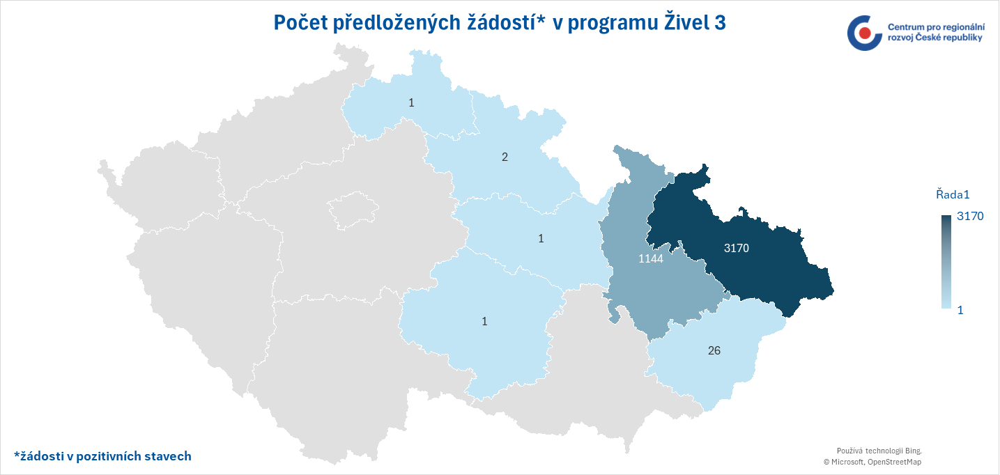 Počet předložených žádostí* v programu Živel 3
Centrum pro regionální
rozvoj České republiky
1
2
1
1144
3170
1
26
Řada1
3170
1
*žádosti v pozitivních stavech
Používá technologii Bing.
© Microsoft, OpenStreetMap